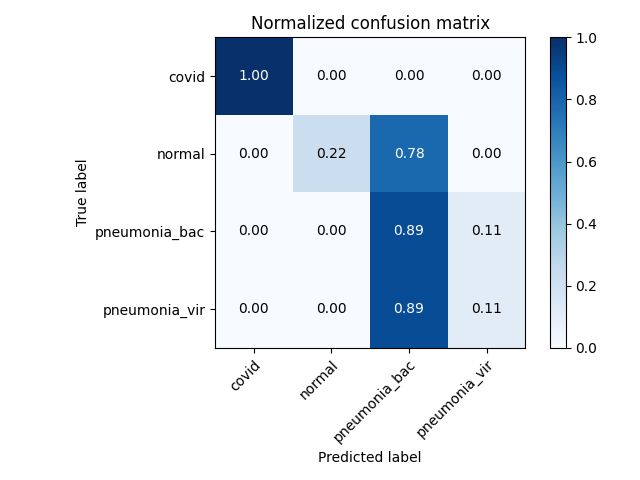 Normalized confusion matrix
True label
covid 1.00 0.00 0.00 0.00
normal 0.00 0.22 0.78 0.00
pneumonia_bac 0.00 0.00 0.89 0.11
pneumonia_vir 0.00 0.00 0.89 0.11
covid normal pneumonia_bac pneumonia_vir
Predicted label
1.0
0.8
0.6
0.4
0.2
0.0